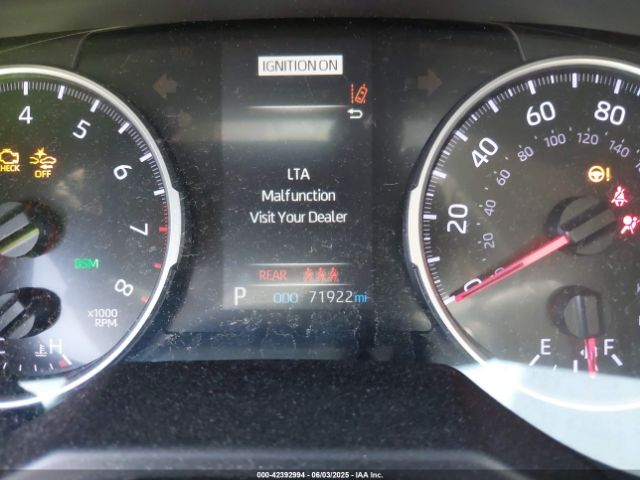 IGNITION ON
4
5
6
7
8
CHECK
OFF
BSM
x1000
RPM
C
H
LTA
Malfunction
Visit Your Dealer
REAR
P 000 71922 mi
0
20
40
60
80
0
20
40
60
80
100
120
140
E
F
000-42392994 - 06/03/2025 - IAA Inc.